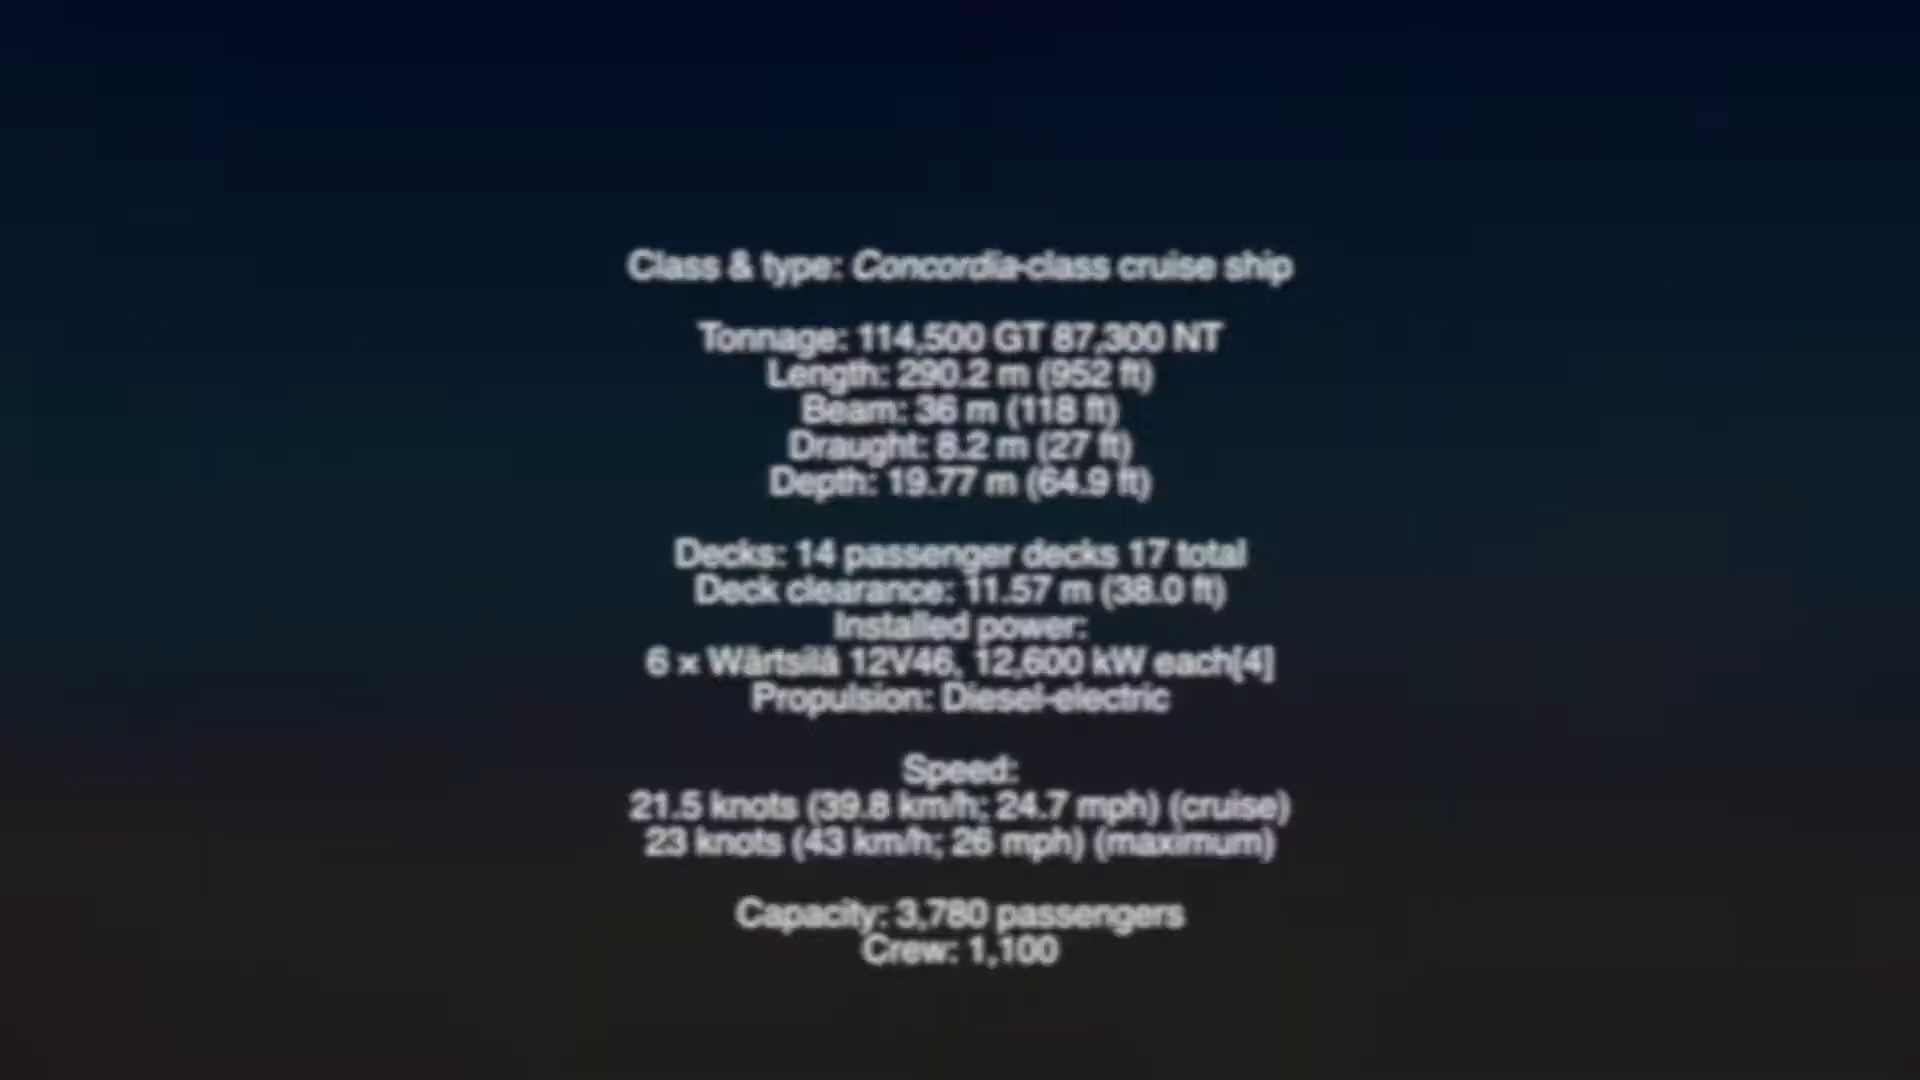 Class & type: Concordia-class cruise ship
Tonnage: 114,500 GT 87,300 NT
Length: 290.2 m (952 ft)
Beam: 36 m (118 ft)
Draught: 8.2 m (27 ft)
Depth: 19.77 m (64.9 ft)
Decks: 14 passenger decks 17 total
Deck clearance: 11.57 m (38.0 ft)
Installed power:
6 × Wärtsilä 12V46, 12,600 kW each[4]
Propulsion: Diesel-electric
Speed:
21.5 knots (39.8 km/h; 24.7 mph) (cruise)
23 knots (43 km/h; 26 mph) (maximum)
Capacity: 3,780 passengers
Crew: 1,100